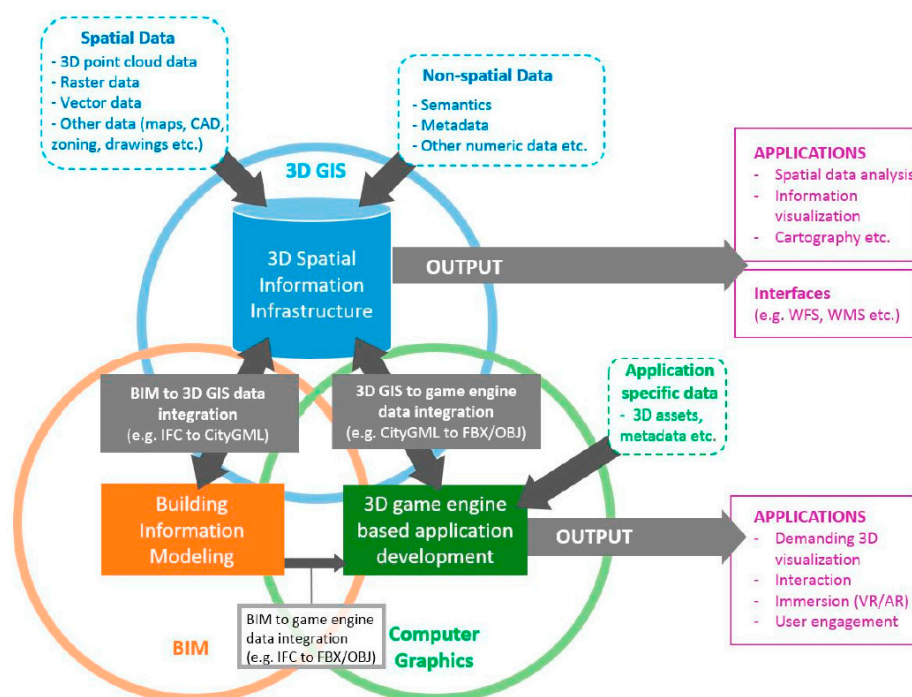 Spatial Data
- 3D point cloud data
- Raster data
- Vector data
- Other data (maps, CAD,
zoning, drawings etc.)
Non-spatial Data
- Semantics
- Metadata
- Other numeric data etc.
3D GIS
3D Spatial
Information
Infrastructure
OUTPUT
APPLICATIONS
- Spatial data analysis
- Information
visualization
- Cartography etc.
Interfaces
(e.g. WFS, WMS etc.)
BIM to 3D GIS data
integration
(e.g. IFC to CityGML)
3D GIS to game engine
data integration
(e.g. CityGML to FBX/OBJ)
Application
specific data
- 3D assets,
metadata etc.
Building
Information
Modeling
3D game engine
based application
development
OUTPUT
APPLICATIONS
- Demanding 3D
visualization
- Interaction
- Immersion (VR/AR)
- User engagement
BIM to game engine
data integration
(e.g. IFC to FBX/OBJ)
BIM
Computer
Graphics